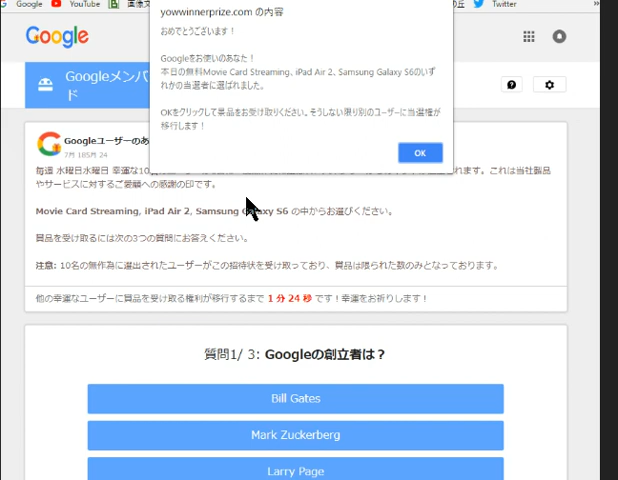 Google
YouTube
Twitter
yowwinnerprize.com の内容
おめでとうございます！
Googleをお使いのあなた！
本日の無料Movie Card Streaming、iPad Air 2, Samsung Galaxy S6のいず
れかの当選者に選ばれました。
OKをクリックして景品をお受け取りください。そうしない限り別のユーザーに当選権が
移行します！
OK
Google
Googleメンバ
ド
Googleユーザーのあ
7月 18SM月 24
毎週 水曜日水曜日 幸運な10
ます。これは当社製品
やサービスに対するご愛顧への感謝の印です。
Movie Card Streaming, iPad Air 2, Samsung Galaxy S6 の中からお選びください。
賞品を受け取るには次の3つの質問にお答えください。
注意: 10名の無作為に選出されたユーザーがこの招待状を受け取っており、賞品は限られた数のみとなっております。
他の幸運なユーザーに賞品を受け取る権利が移行するまで 1 分 24 秒 です！幸運をお祈りします！
質問1/ 3: Googleの創立者は？
Bill Gates
Mark Zuckerberg
Larry Page